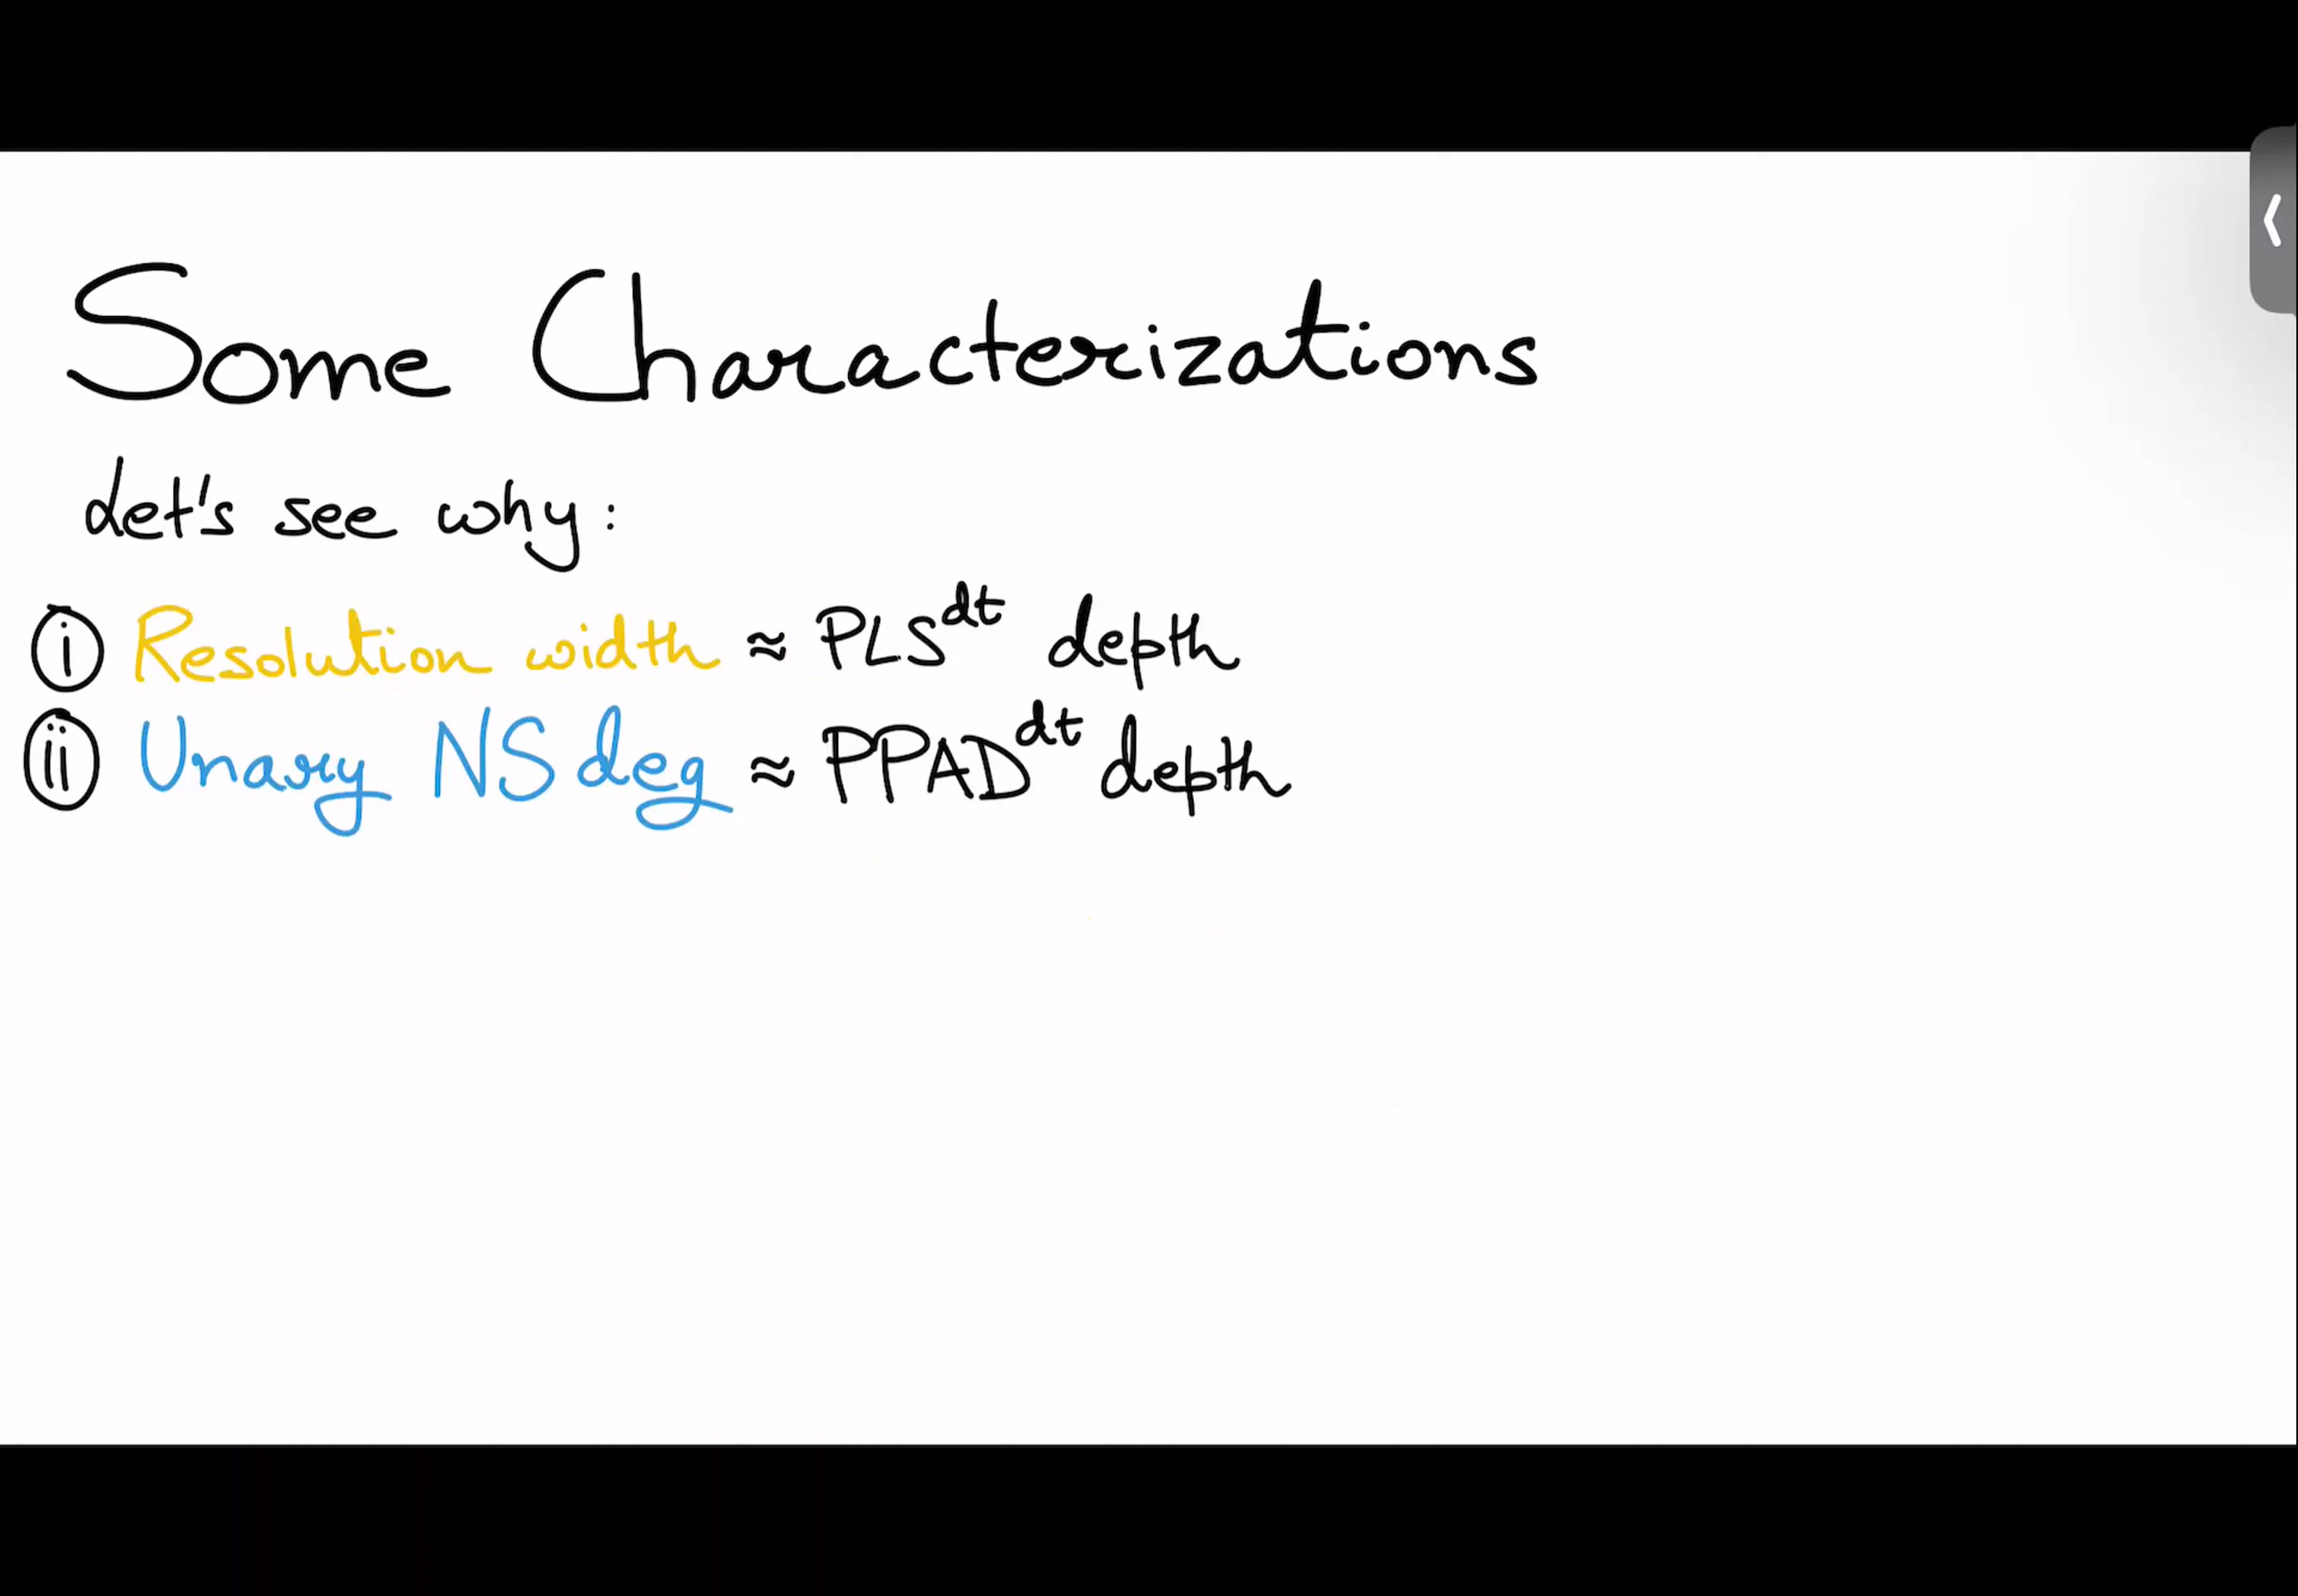 Some Characterizations
Let's see why:
(i) Resolution width ≈ PLS^dt depth
(ii) Unary NS deg ≈ PPAD^dt depth